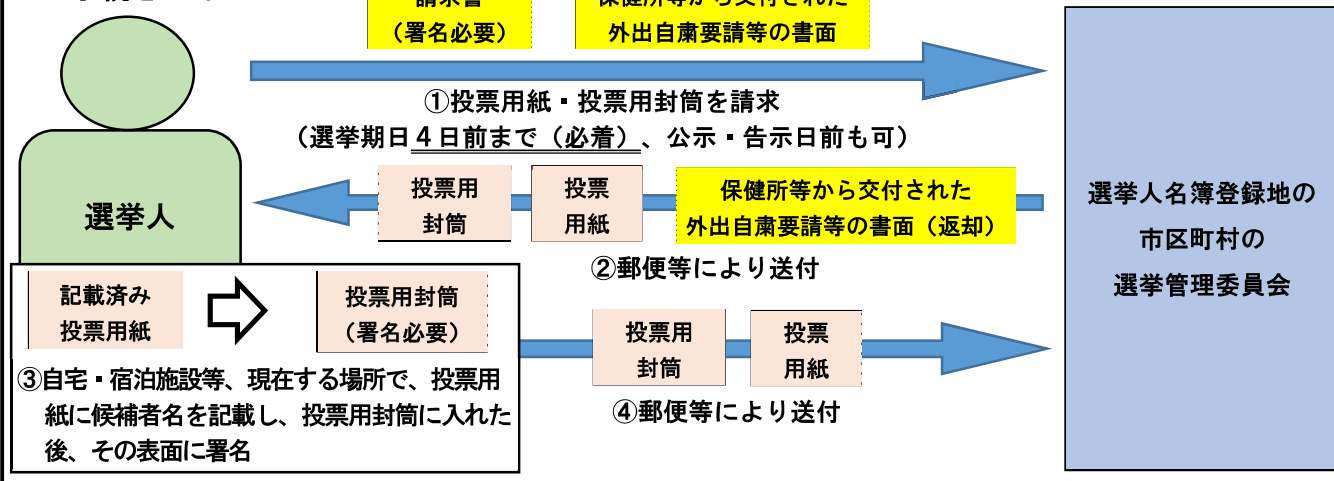 請求書
（署名必要）
保健所等から交付された
外出自粛要請等の書面
①投票用紙・投票用封筒を請求
（選挙期日４日前まで（必着）、公示・告示日前も可）
選挙人
投票用
封筒
投票
用紙
保健所等から交付された
外出自粛要請等の書面（返却）
②郵便等により送付
選挙人名簿登録地の
市区町村の
選挙管理委員会
記載済み
投票用紙
投票用封筒
（署名必要）
③自宅・宿泊施設等、現在する場所で、投票用
紙に候補者名を記載し、投票用封筒に入れた
後、その表面に署名
投票用
封筒
投票
用紙
④郵便等により送付